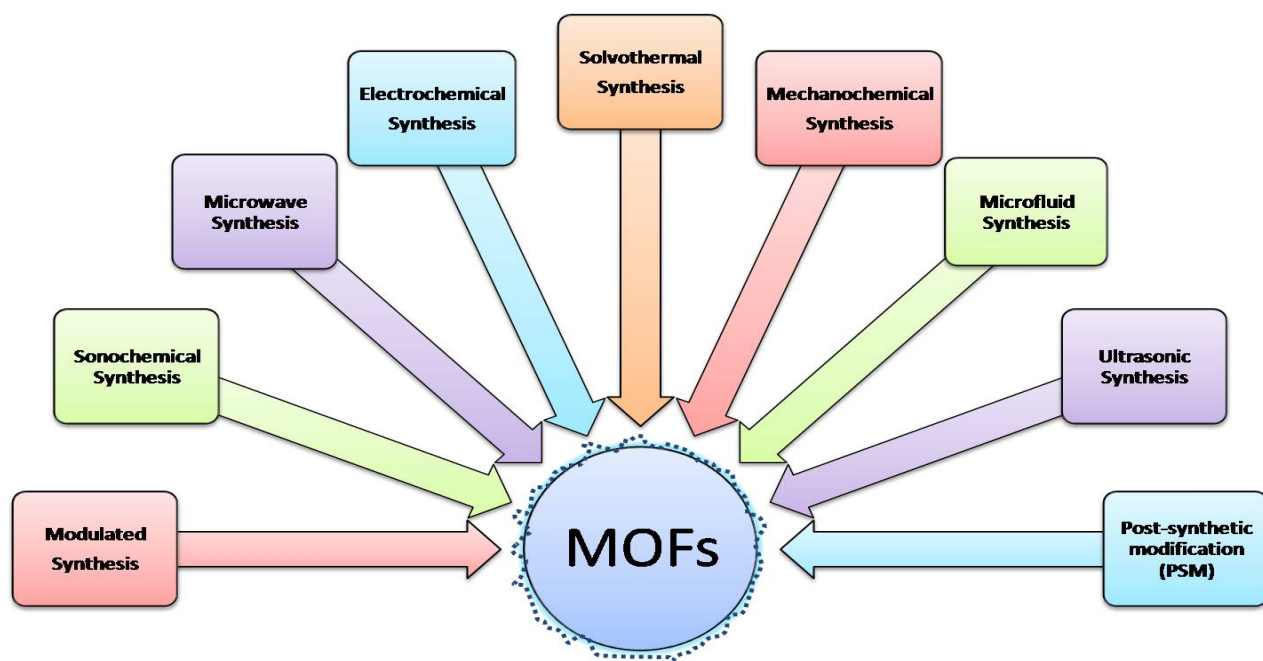 Solvothermal
Synthesis
Electrochemical
Synthesis
Mechanochemical
Synthesis
Microwave
Synthesis
Microfluid
Synthesis
Sonochemical
Synthesis
Ultrasonic
Synthesis
Modulated
Synthesis
MOFs
Post-synthetic
modification
(PSM)